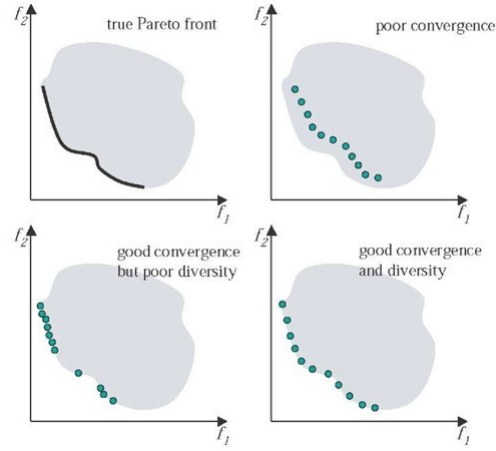 f2
true Pareto front
f1
f2
poor convergence
f1
f2
good convergence
but poor diversity
f1
f2
good convergence
and diversity
f1